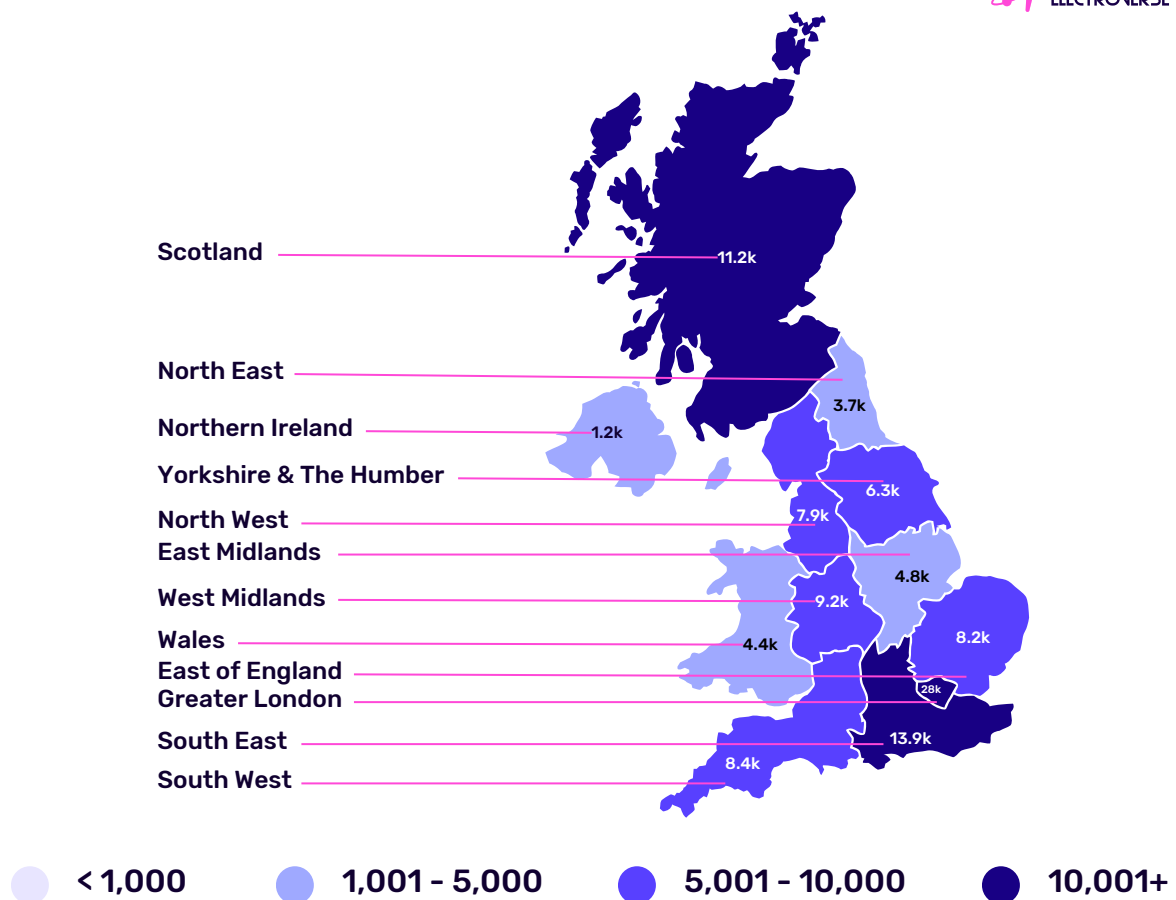 ELECTROVERSE
Scotland
11.2k
North East
3.7k
Northern Ireland
1.2k
Yorkshire & The Humber
6.3k
North West
7.9k
East Midlands
4.8k
West Midlands
9.2k
Wales
4.4k
8.2k
East of England
Greater London
28k
South East
13.9k
South West
8.4k
< 1,000
1,001 - 5,000
5,001 - 10,000
10,001+